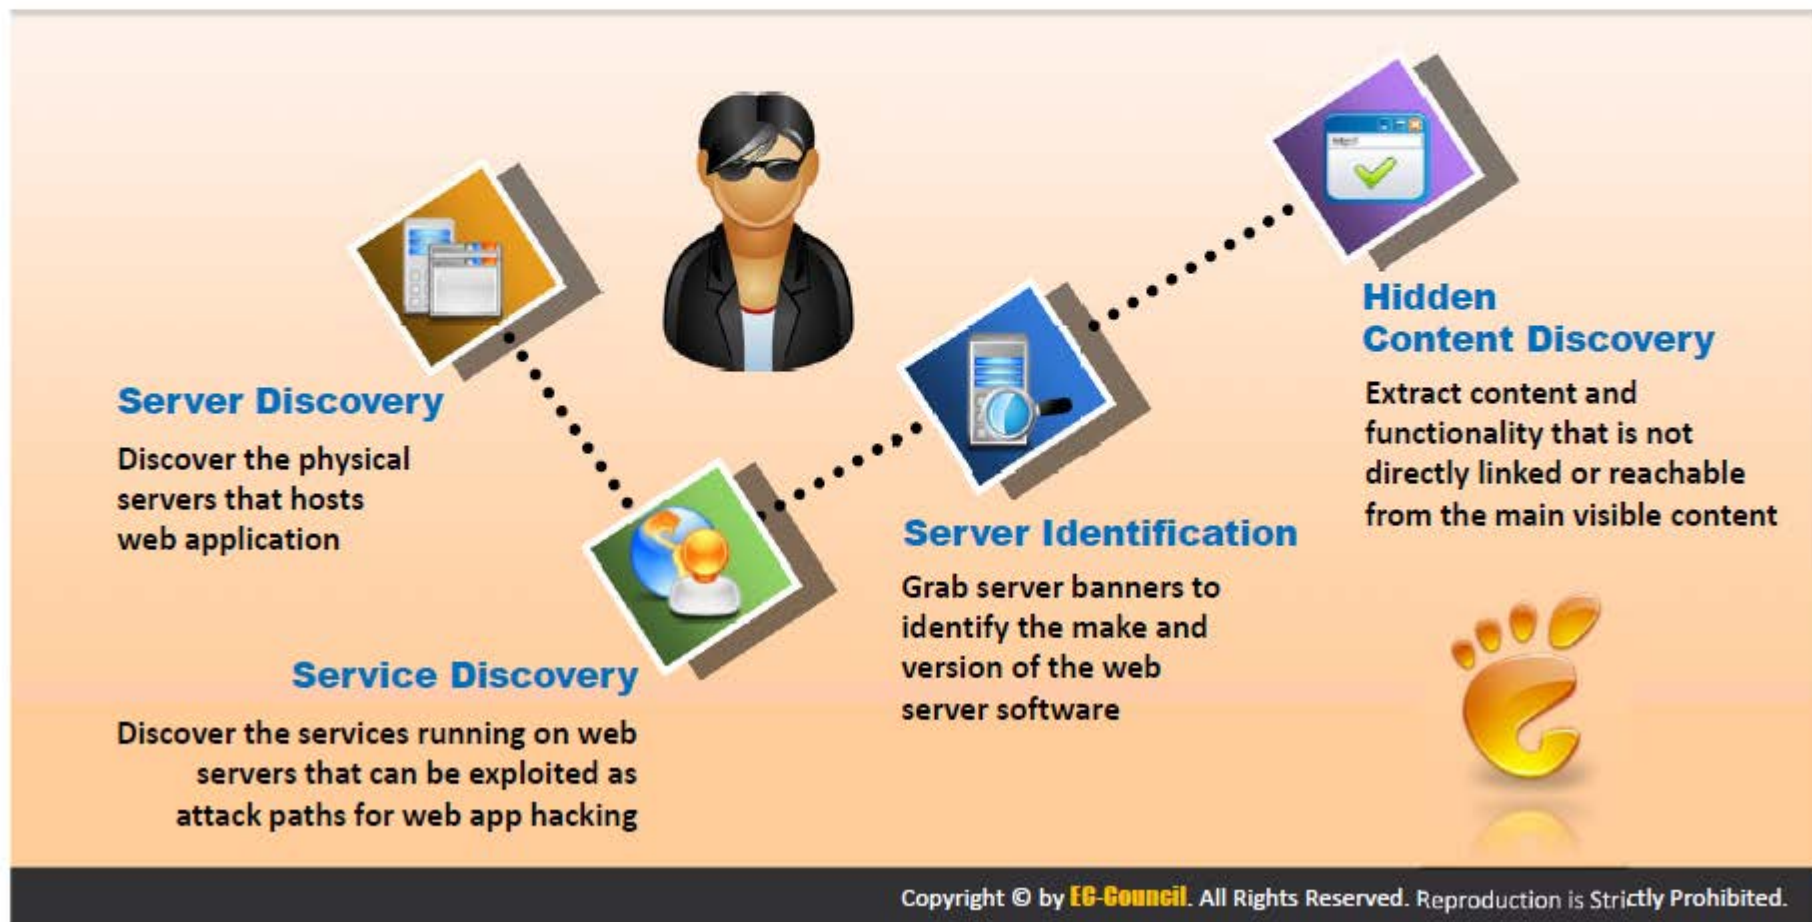 Server Discovery
Discover the physical
servers that hosts
web application
Service Discovery
Discover the services running on web
servers that can be exploited as
attack paths for web app hacking
Server Identification
Grab server banners to
identify the make and
version of the web
server software
Hidden
Content Discovery
Extract content and
functionality that is not
directly linked or reachable
from the main visible content
Copyright © by EC-Council. All Rights Reserved. Reproduction is Strictly Prohibited.